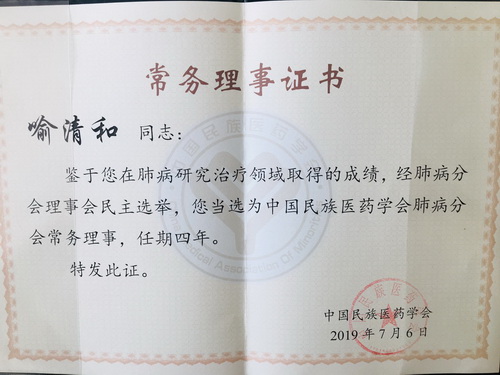 常务理事证书
喻清和 同志：
鉴于您在肺病研究治疗领域取得的成绩，经肺病分
会理事会民主选举，您当选为中国民族医药学会肺病分
会常务理事，任期四年。
特发此证。
中国民族医药学会
2019年7月6日